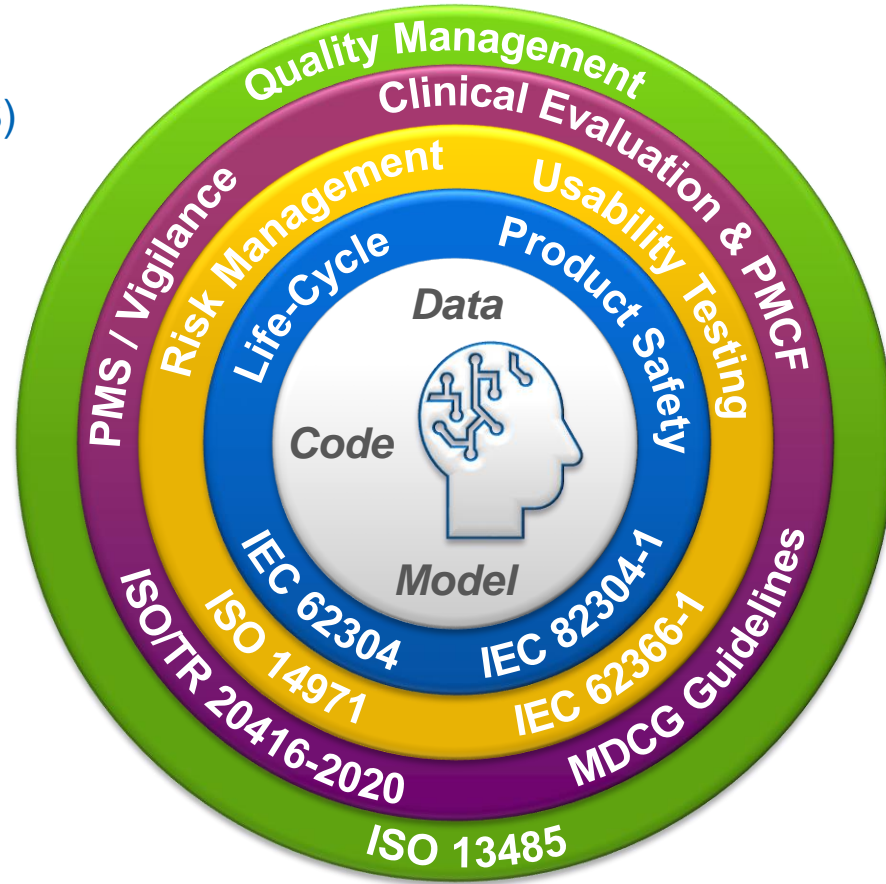 )
Quality Management
Clinical Evaluation & PMCF
PMS / Vigilance
Risk Management
Usability Testing
Life-Cycle
Product Safety
Data
Code
Model
IEC 62304
IEC 82304-1
ISO 14971
IEC 62366-1
ISO/TR 20416-2020
MDCG Guidelines
ISO 13485